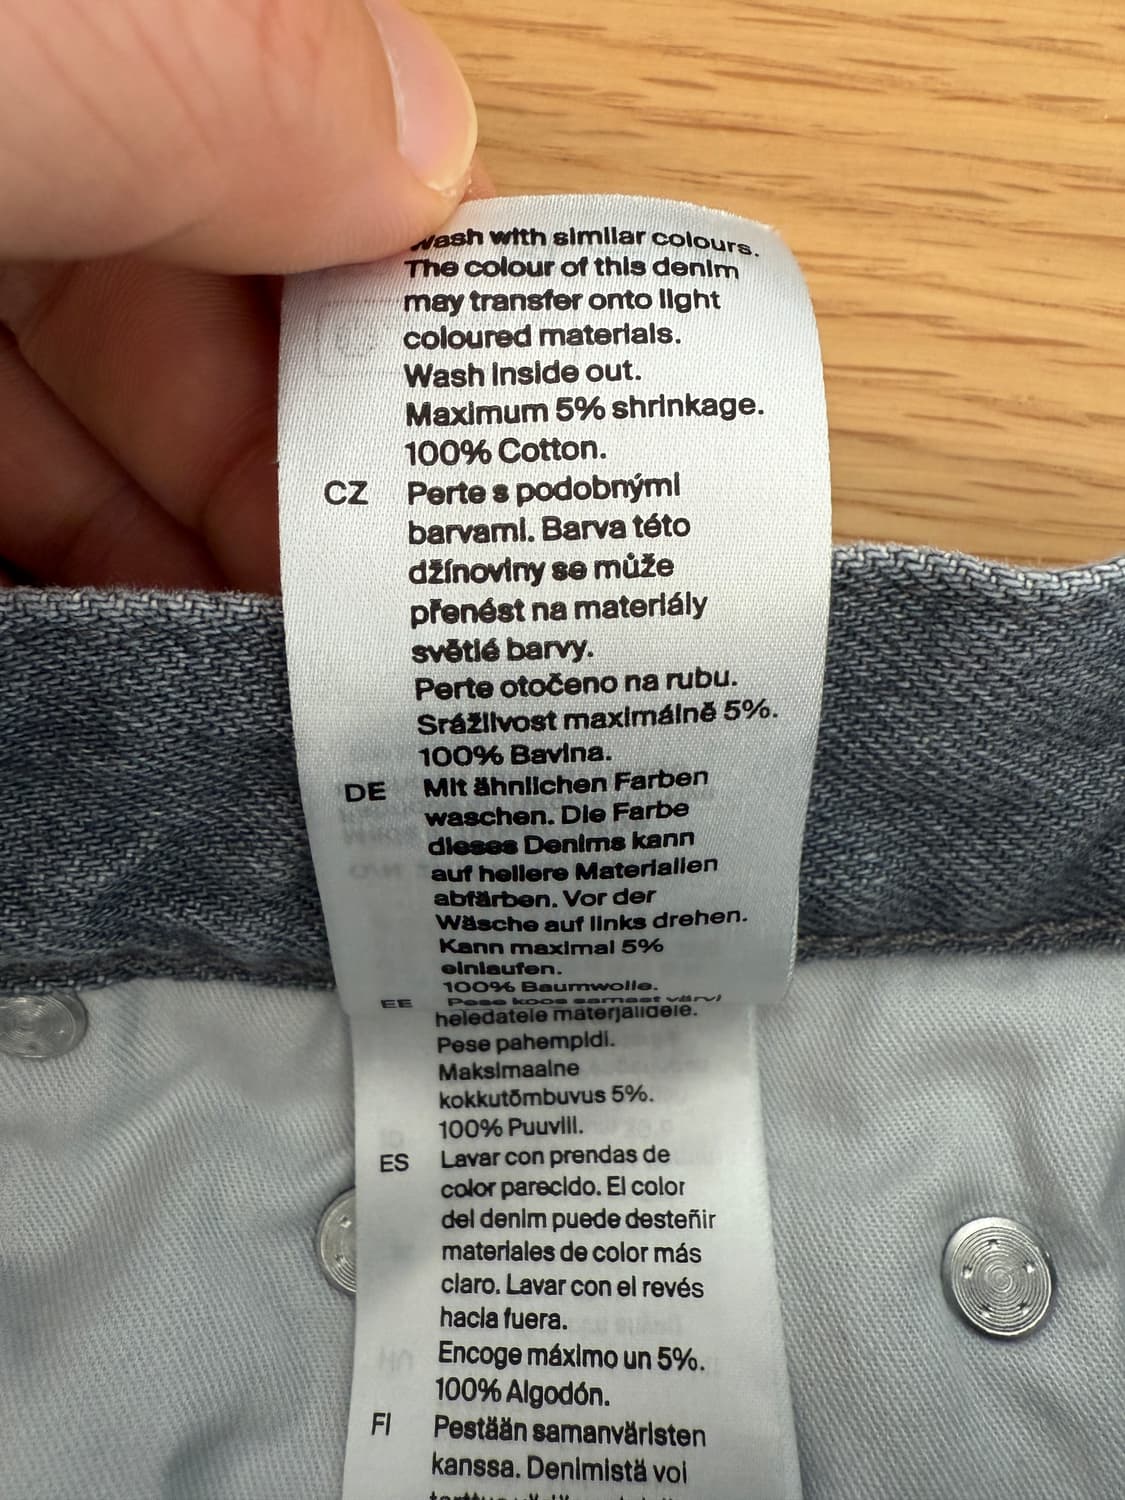 Wash with similar colours.
The colour of this denim
may transfer onto light
coloured materials.
Wash inside out.
Maximum 5% shrinkage.
100% Cotton.
CZ Perte s podobnými
barvami. Barva této
džínoviny se může
přenést na materiály
světlé barvy.
Perte otočeno na rubu.
Srážlivost maximálně 5%.
100% Bavlna.
DE Mit ähnlichen Farben
waschen. Die Farbe
dieses Denims kann
auf hellere Materialien
abfärben. Vor der
Wäsche auf links drehen.
Kann maximal 5%
einlaufen.
100% Baumwolle.
EE Pese koos samast värvi
heledatele materjalidele.
Pese pahempidi.
Maksimaalne
kokkutõmbuvus 5%.
100% Puuvill.
ES Lavar con prendas de
color parecido. El color
del denim puede desteñir
materiales de color más
claro. Lavar con el revés
hacia fuera.
Encoge máximo un 5%.
100% Algodón.
FI Pestään samanväristen
kanssa. Denimistä voi